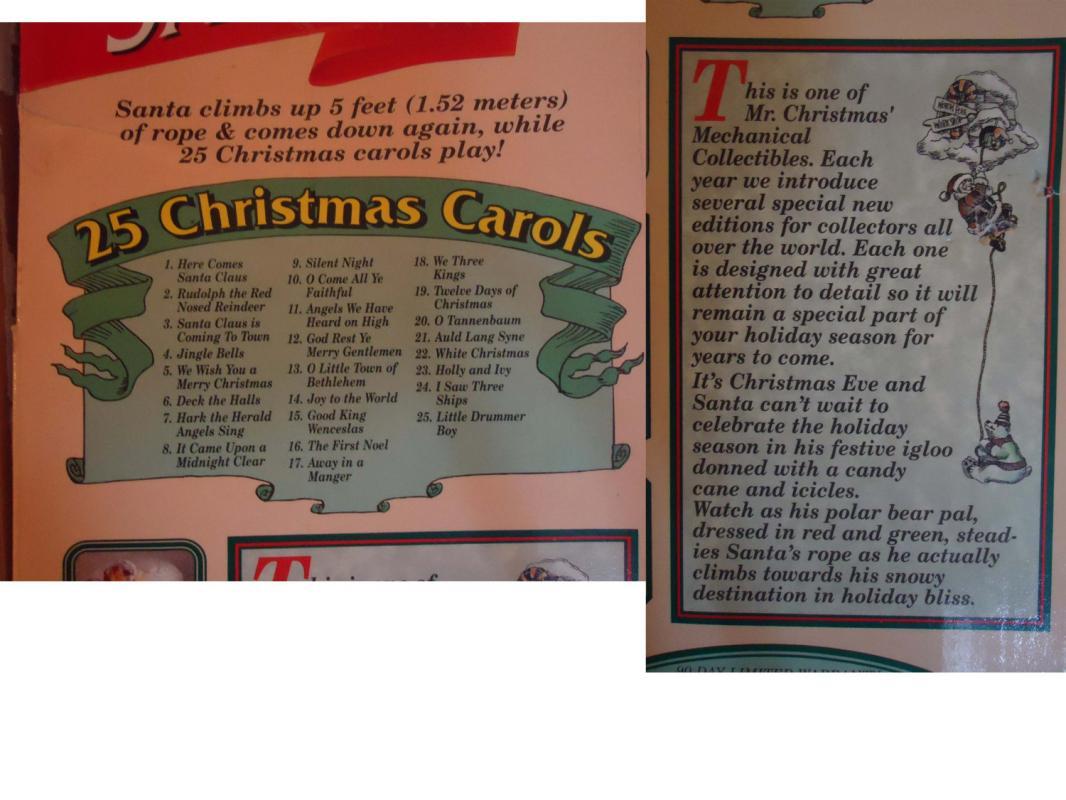 Santa climbs up 5 feet (1.52 meters)
of rope & comes down again, while
25 Christmas carols play!
25 Christmas Carols
1. Here Comes
Santa Claus
2. Rudolph the Red
Nosed Reindeer
3. Santa Claus is
Coming To Town
4. Jingle Bells
5. We Wish You a
Merry Christmas
6. Deck the Halls
7. Hark the Herald
Angels Sing
8. It Came Upon a
Midnight Clear
9. Silent Night
10. O Come All Ye
Faithful
11. Angels We Have
Heard on High
12. God Rest Ye
Merry Gentlemen
13. O Little Town of
Bethlehem
14. Joy to the World
15. Good King
Wenceslas
16. The First Noel
17. Away in a
Manger
18. We Three
Kings
19. Twelve Days of
Christmas
20. O Tannenbaum
21. Auld Lang Syne
22. White Christmas
23. Holly and Ivy
24. I Saw Three
Ships
25. Little Drummer
Boy
This is one of
This is one of
Mr. Christmas'
Mechanical
Collectibles. Each
year we introduce
several special new
editions for collectors all
over the world. Each one
is designed with great
attention to detail so it will
remain a special part of
your holiday season for
years to come.
It's Christmas Eve and
Santa can't wait to
celebrate the holiday
season in his festive igloo
donned with a candy
cane and icicles.
Watch as his polar bear pal,
dressed in red and green, stead-
ies Santa's rope as he actually
climbs towards his snowy
destination in holiday bliss.
90 DAY LIMITED WARRANTY